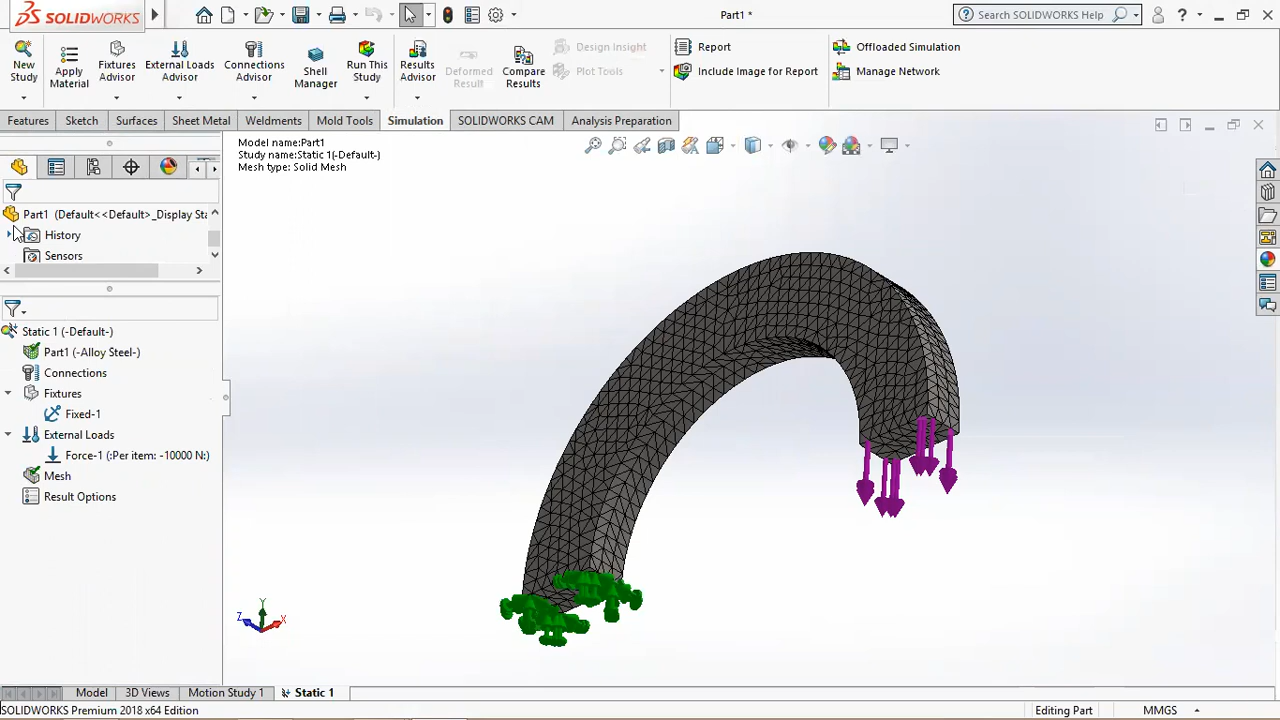 SOLIDWORKS
Part1 *
Search SOLIDWORKS Help
New Study
Apply Material
Fixtures Advisor
External Loads Advisor
Connections Advisor
Shell Manager
Run This Study
Results Advisor
Deformed Result
Compare Results
Design Insight
Plot Tools
Report
Include Image for Report
Offloaded Simulation
Manage Network
Features
Sketch
Surfaces
Sheet Metal
Weldments
Mold Tools
Simulation
SOLIDWORKS CAM
Analysis Preparation
Model name:Part1
Study name:Static 1(-Default-)
Mesh type: Solid Mesh
Part1 (Default<<Default>_Display Sta
History
Sensors
Static 1 (-Default-)
Part1 (-Alloy Steel-)
Connections
Fixtures
Fixed-1
External Loads
Force-1 (:Per item: -10000 N:)
Mesh
Result Options
Y
Z
X
Model
3D Views
Motion Study 1
Static 1
SOLIDWORKS Premium 2018 x64 Edition
Editing Part
MMGS